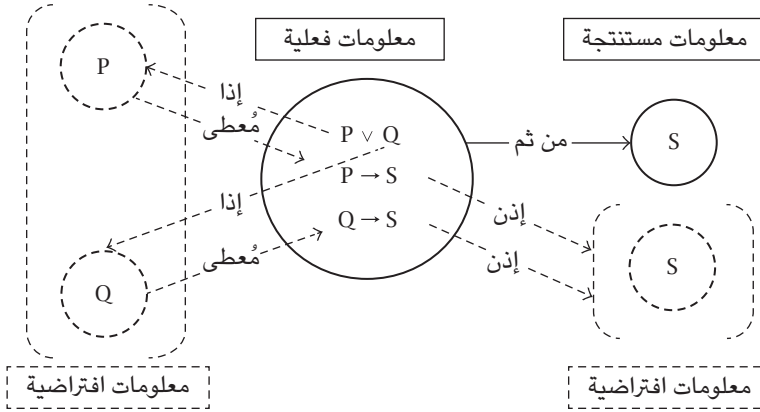 معلومات مستنتجة
معلومات فعلية
P
إذا
مُعطى
P ∨ Q
P → S
Q → S
من ثم
S
إذا
مُعطى
Q
إذن
إذن
S
معلومات افتراضية
معلومات افتراضية